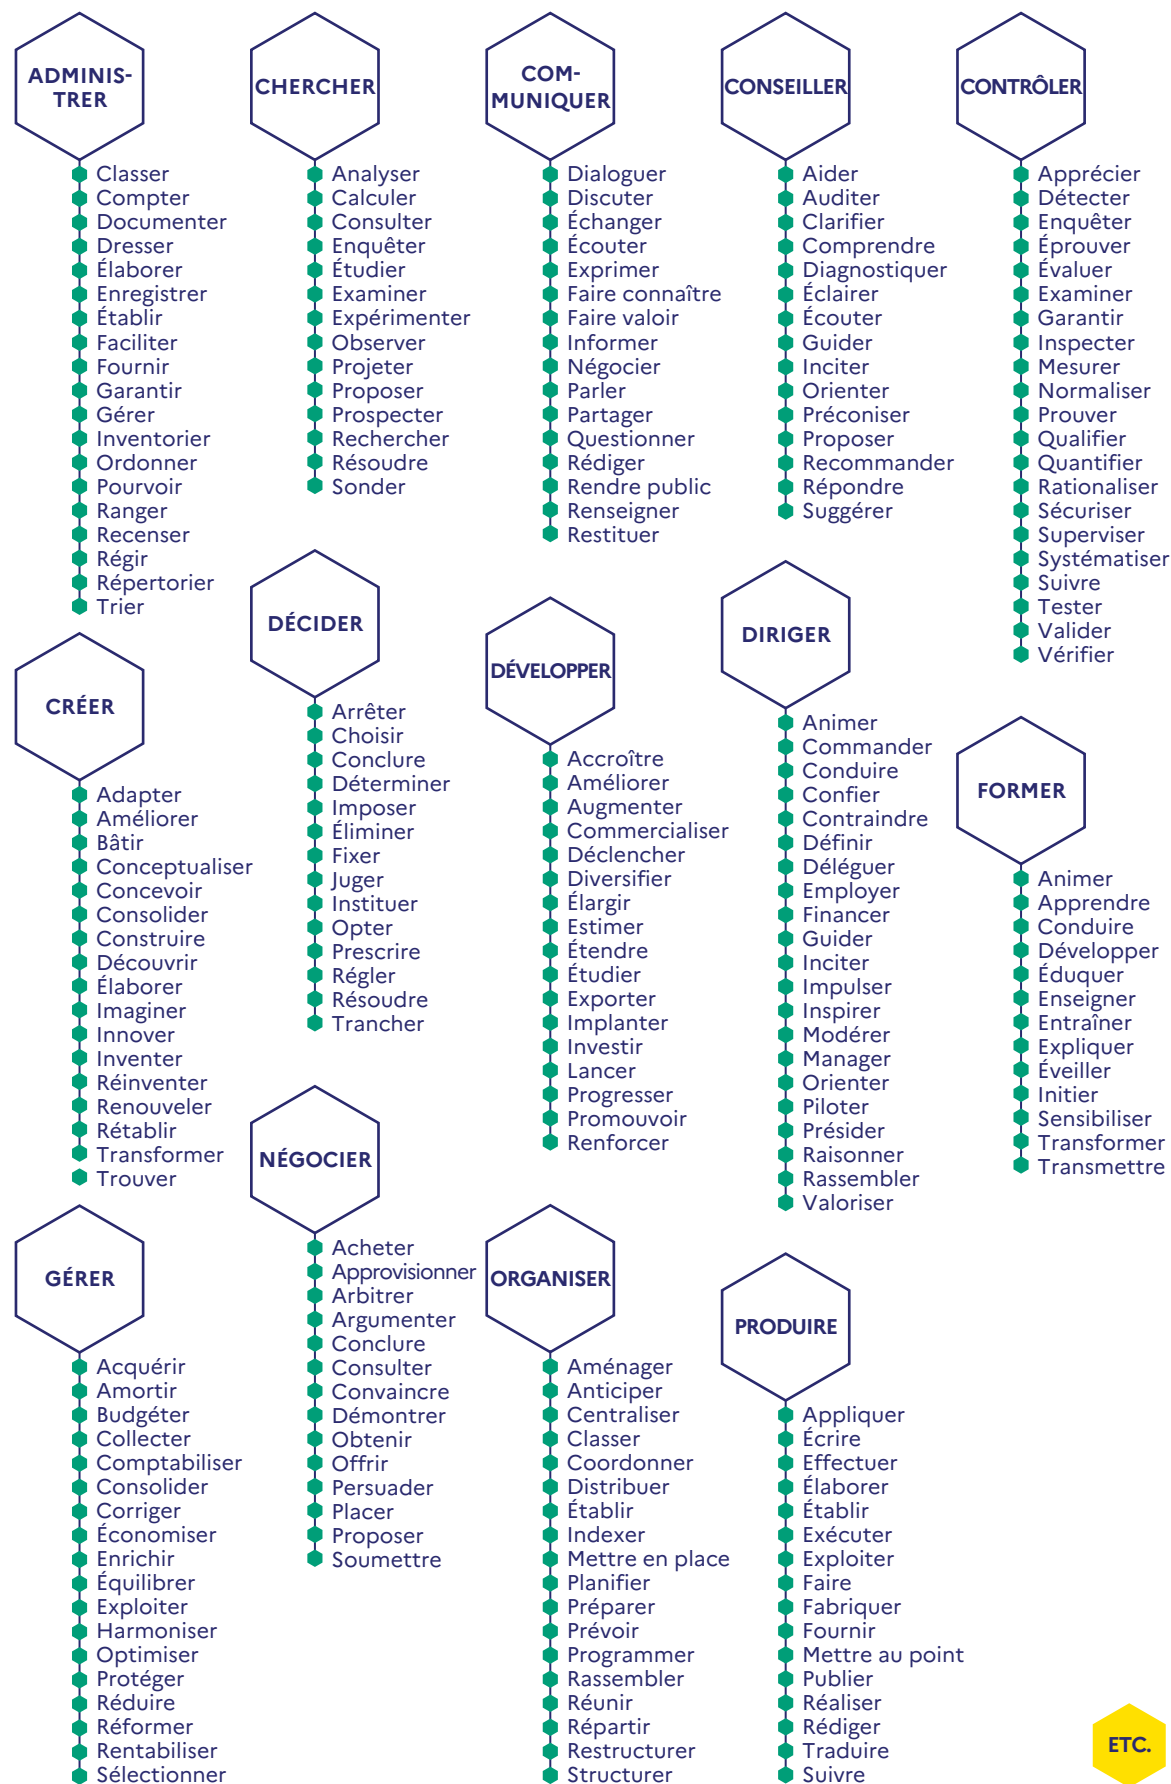 ADMINIS-
TRER
Classer
Compter
Documenter
Dresser
Élaborer
Enregistrer
Établir
Faciliter
Fournir
Garantir
Gérer
Inventorier
Ordonner
Pourvoir
Ranger
Recenser
Régir
Répertorier
Trier
CHERCHER
Analyser
Calculer
Consulter
Enquêter
Étudier
Examiner
Expérimenter
Observer
Projeter
Proposer
Prospecter
Rechercher
Résoudre
Sonder
COM-
MUNIQUER
Dialoguer
Discuter
Échanger
Écouter
Exprimer
Faire connaître
Faire valoir
Informer
Négocier
Parler
Partager
Questionner
Rédiger
Rendre public
Renseigner
Restituer
CONSEILLER
Aider
Auditer
Clarifier
Comprendre
Diagnostiquer
Éclairer
Écouter
Guider
Inciter
Orienter
Préconiser
Proposer
Recommander
Répondre
Suggérer
CONTRÔLER
Apprécier
Détecter
Enquêter
Éprouver
Évaluer
Examiner
Garantir
Inspecter
Mesurer
Normaliser
Prouver
Qualifier
Quantifier
Rationaliser
Sécuriser
Superviser
Systématiser
Suivre
Tester
Valider
Vérifier
CRÉER
Adapter
Améliorer
Bâtir
Conceptualiser
Concevoir
Consolider
Construire
Découvrir
Élaborer
Imaginer
Innover
Inventer
Réinventer
Renouveler
Rétablir
Transformer
Trouver
DÉCIDER
Arrêter
Choisir
Conclure
Déterminer
Imposer
Éliminer
Fixer
Juger
Instituer
Opter
Prescrire
Régler
Résoudre
Trancher
DÉVELOPPER
Accroître
Améliorer
Augmenter
Commercialiser
Déclencher
Diversifier
Élargir
Estimer
Étendre
Étudier
Exporter
Implanter
Investir
Lancer
Progresser
Promouvoir
Renforcer
DIRIGER
Animer
Commander
Conduire
Confier
Contraindre
Définir
Déléguer
Employer
Financer
Guider
Inciter
Impulser
Inspirer
Modérer
Manager
Orienter
Piloter
Présider
Raisonner
Rassembler
Valoriser
FORMER
Animer
Apprendre
Conduire
Développer
Éduquer
Enseigner
Entraîner
Expliquer
Éveiller
Initier
Sensibiliser
Transformer
Transmettre
GÉRER
Acquérir
Amortir
Budgéter
Collecter
Comptabiliser
Consolider
Corriger
Économiser
Enrichir
Équilibrer
Exploiter
Harmoniser
Optimiser
Protéger
Réduire
Réformer
Rentabiliser
Sélectionner
NÉGOCIER
Acheter
Approvisionner
Arbitrer
Argumenter
Conclure
Consulter
Convaincre
Démontrer
Obtenir
Offrir
Persuader
Placer
Proposer
Soumettre
ORGANISER
Aménager
Anticiper
Centraliser
Classer
Coordonner
Distribuer
Établir
Indexer
Mettre en place
Planifier
Préparer
Prévoir
Programmer
Rassembler
Réunir
Répartir
Restructurer
Structurer
PRODUIRE
Appliquer
Écrire
Effectuer
Élaborer
Établir
Exécuter
Exploiter
Faire
Fabriquer
Fournir
Mettre au point
Publier
Réaliser
Rédiger
Traduire
Suivre
ETC.